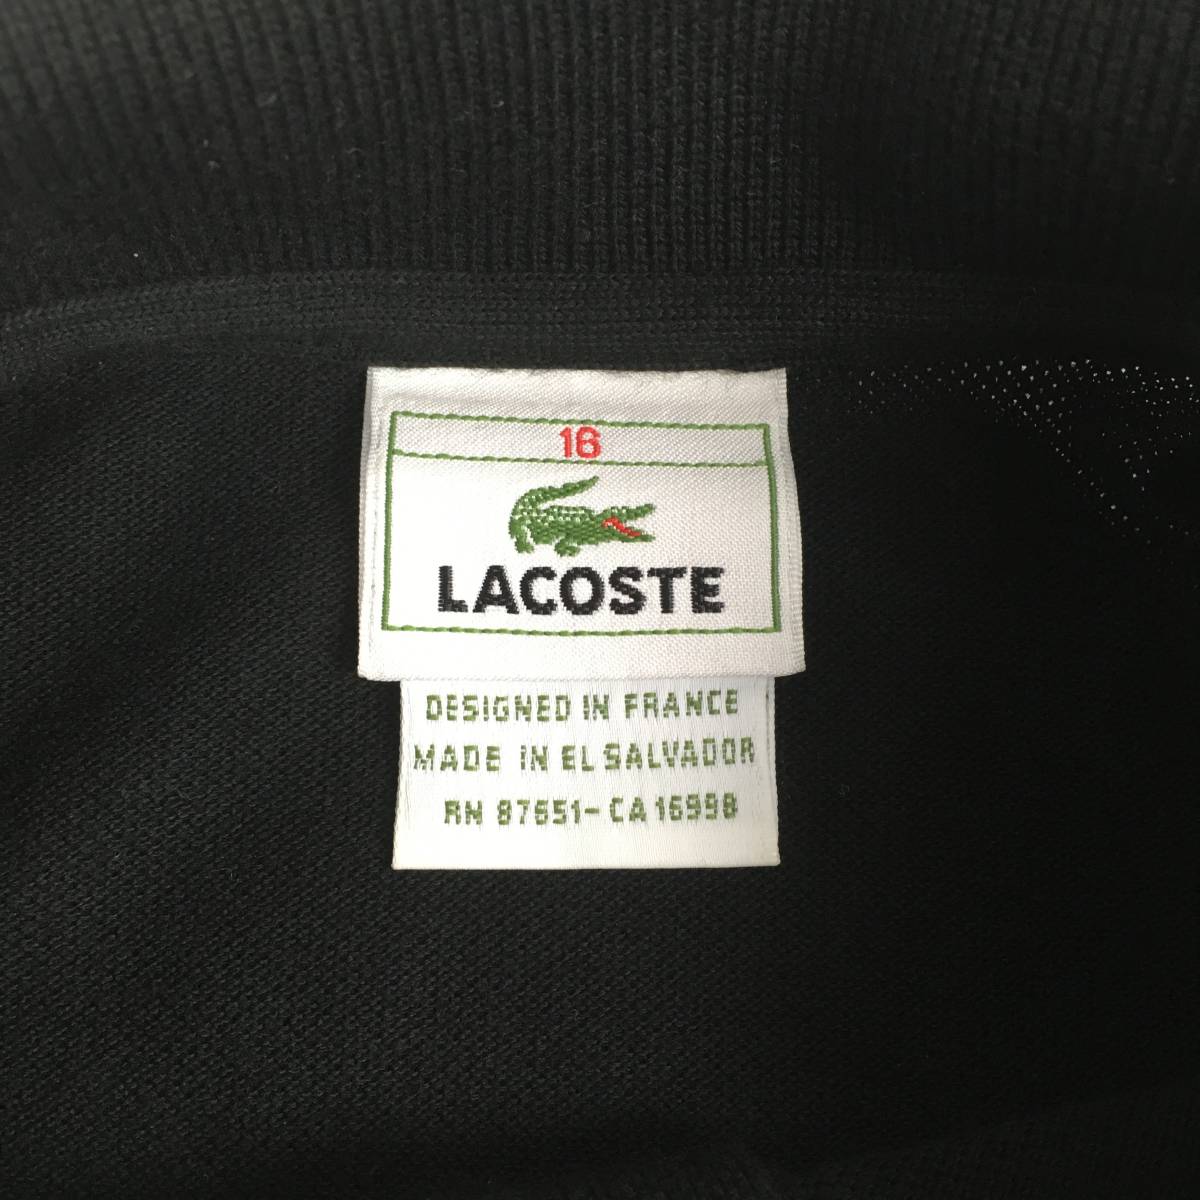 16
LACOSTE
DESIGNED IN FRANCE
MADE IN EL SALVADOR
RN 87651-CA 16998